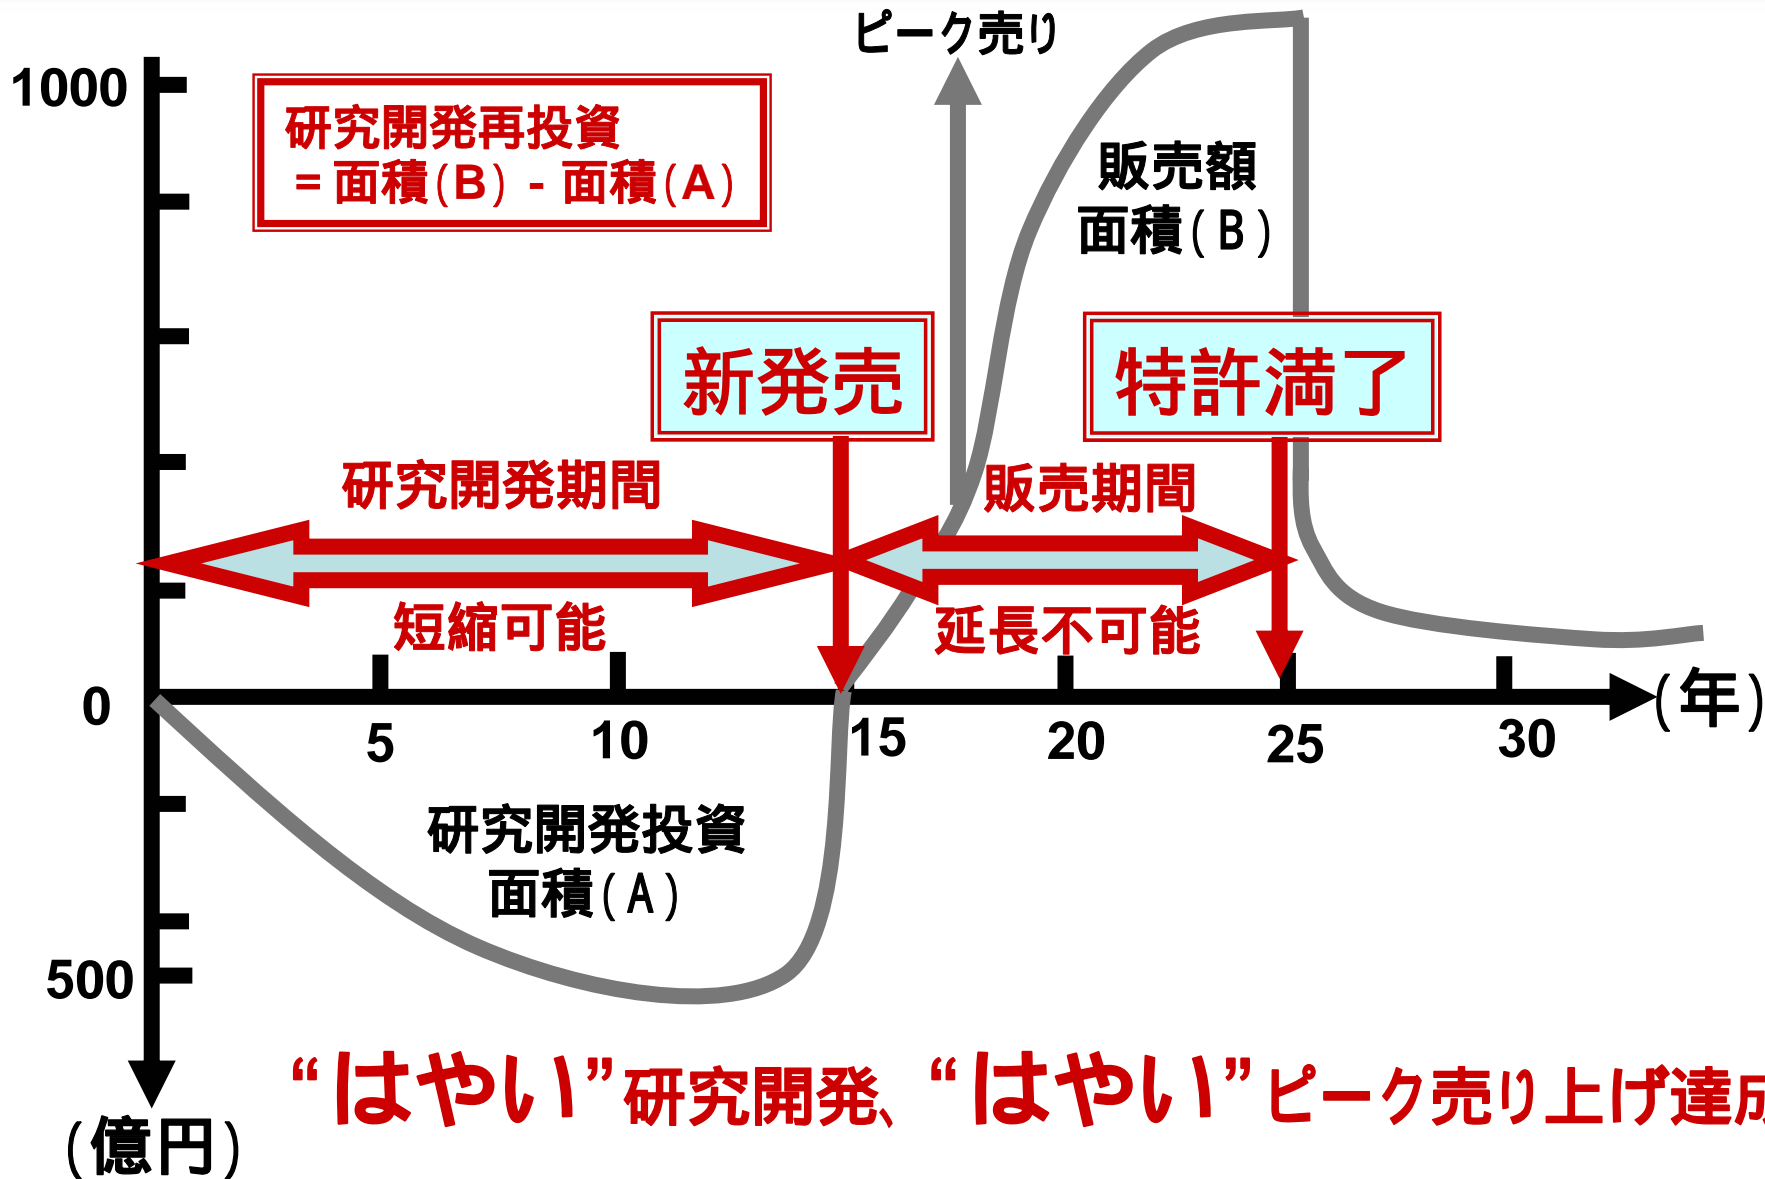 ピーク売り
1000
研究開発再投資
= 面積(B) - 面積(A)
販売額
面積(B)
新発売
特許満了
研究開発期間
販売期間
短縮可能
延長不可能
0
(年)
5
10
15
20
25
30
研究開発投資
面積(A)
500
“はやい”研究開発、“はやい”ピーク売り上げ達成
(億円)